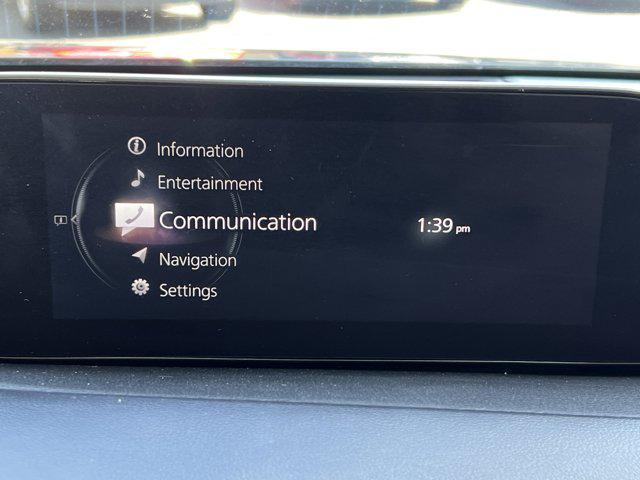 Information
Entertainment
Communication
1:39 pm
Navigation
Settings